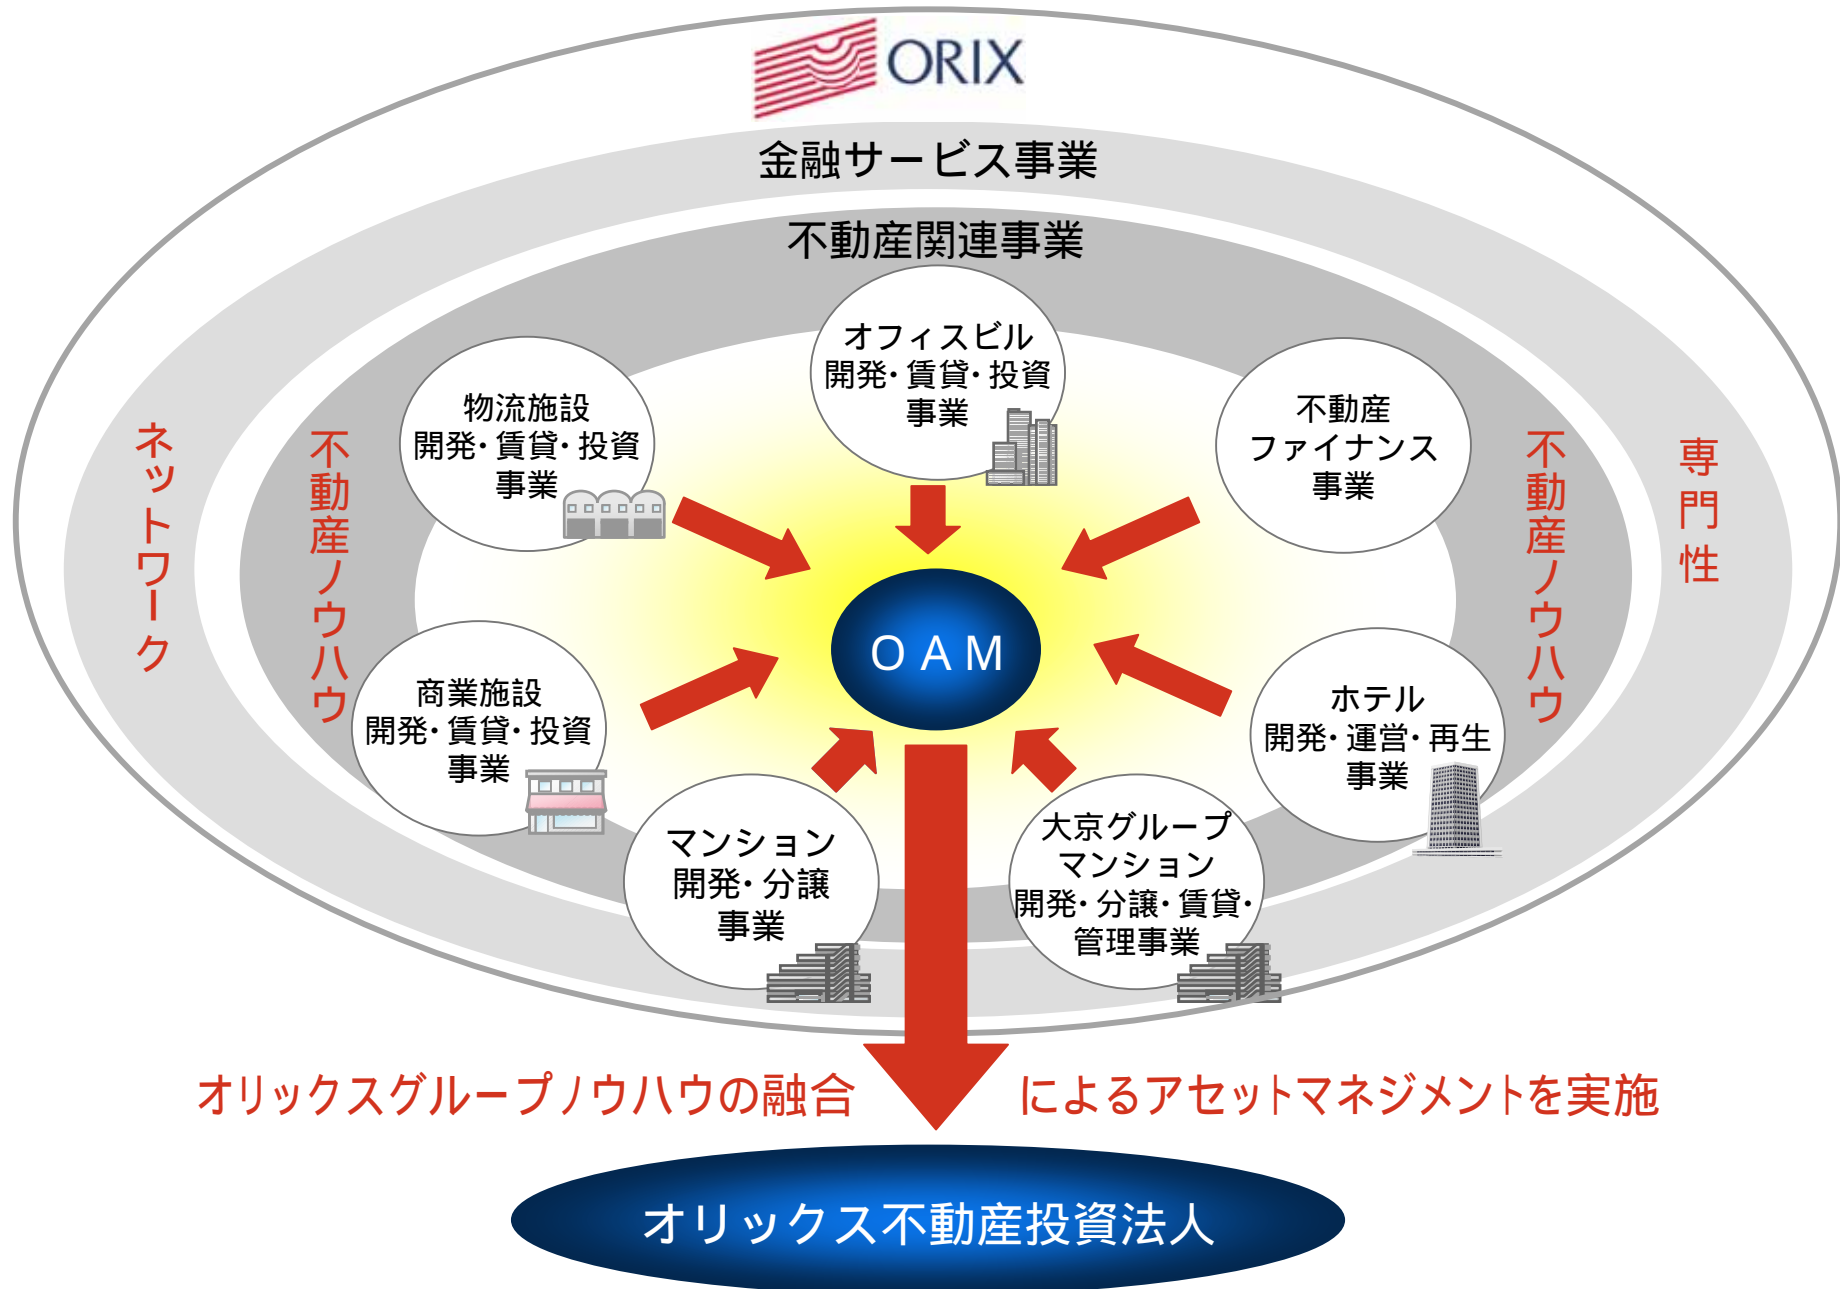 ORIX
金融サービス事業
不動産関連事業
オフィスビル
開発・賃貸・投資
事業
物流施設
開発・賃貸・投資
事業
不動産
ファイナンス
事業
ネットワーク
不動産ノウハウ
不動産ノウハウ
専門性
OAM
商業施設
開発・賃貸・投資
事業
ホテル
開発・運営・再生
事業
マンション
開発・分譲
事業
大京グループ
マンション
開発・分譲・賃貸・
管理事業
オリックスグループノウハウの融合 によるアセットマネジメントを実施
オリックス不動産投資法人